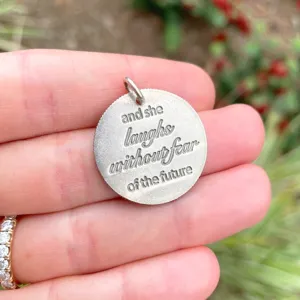 and she
laughs
without fear
of the future